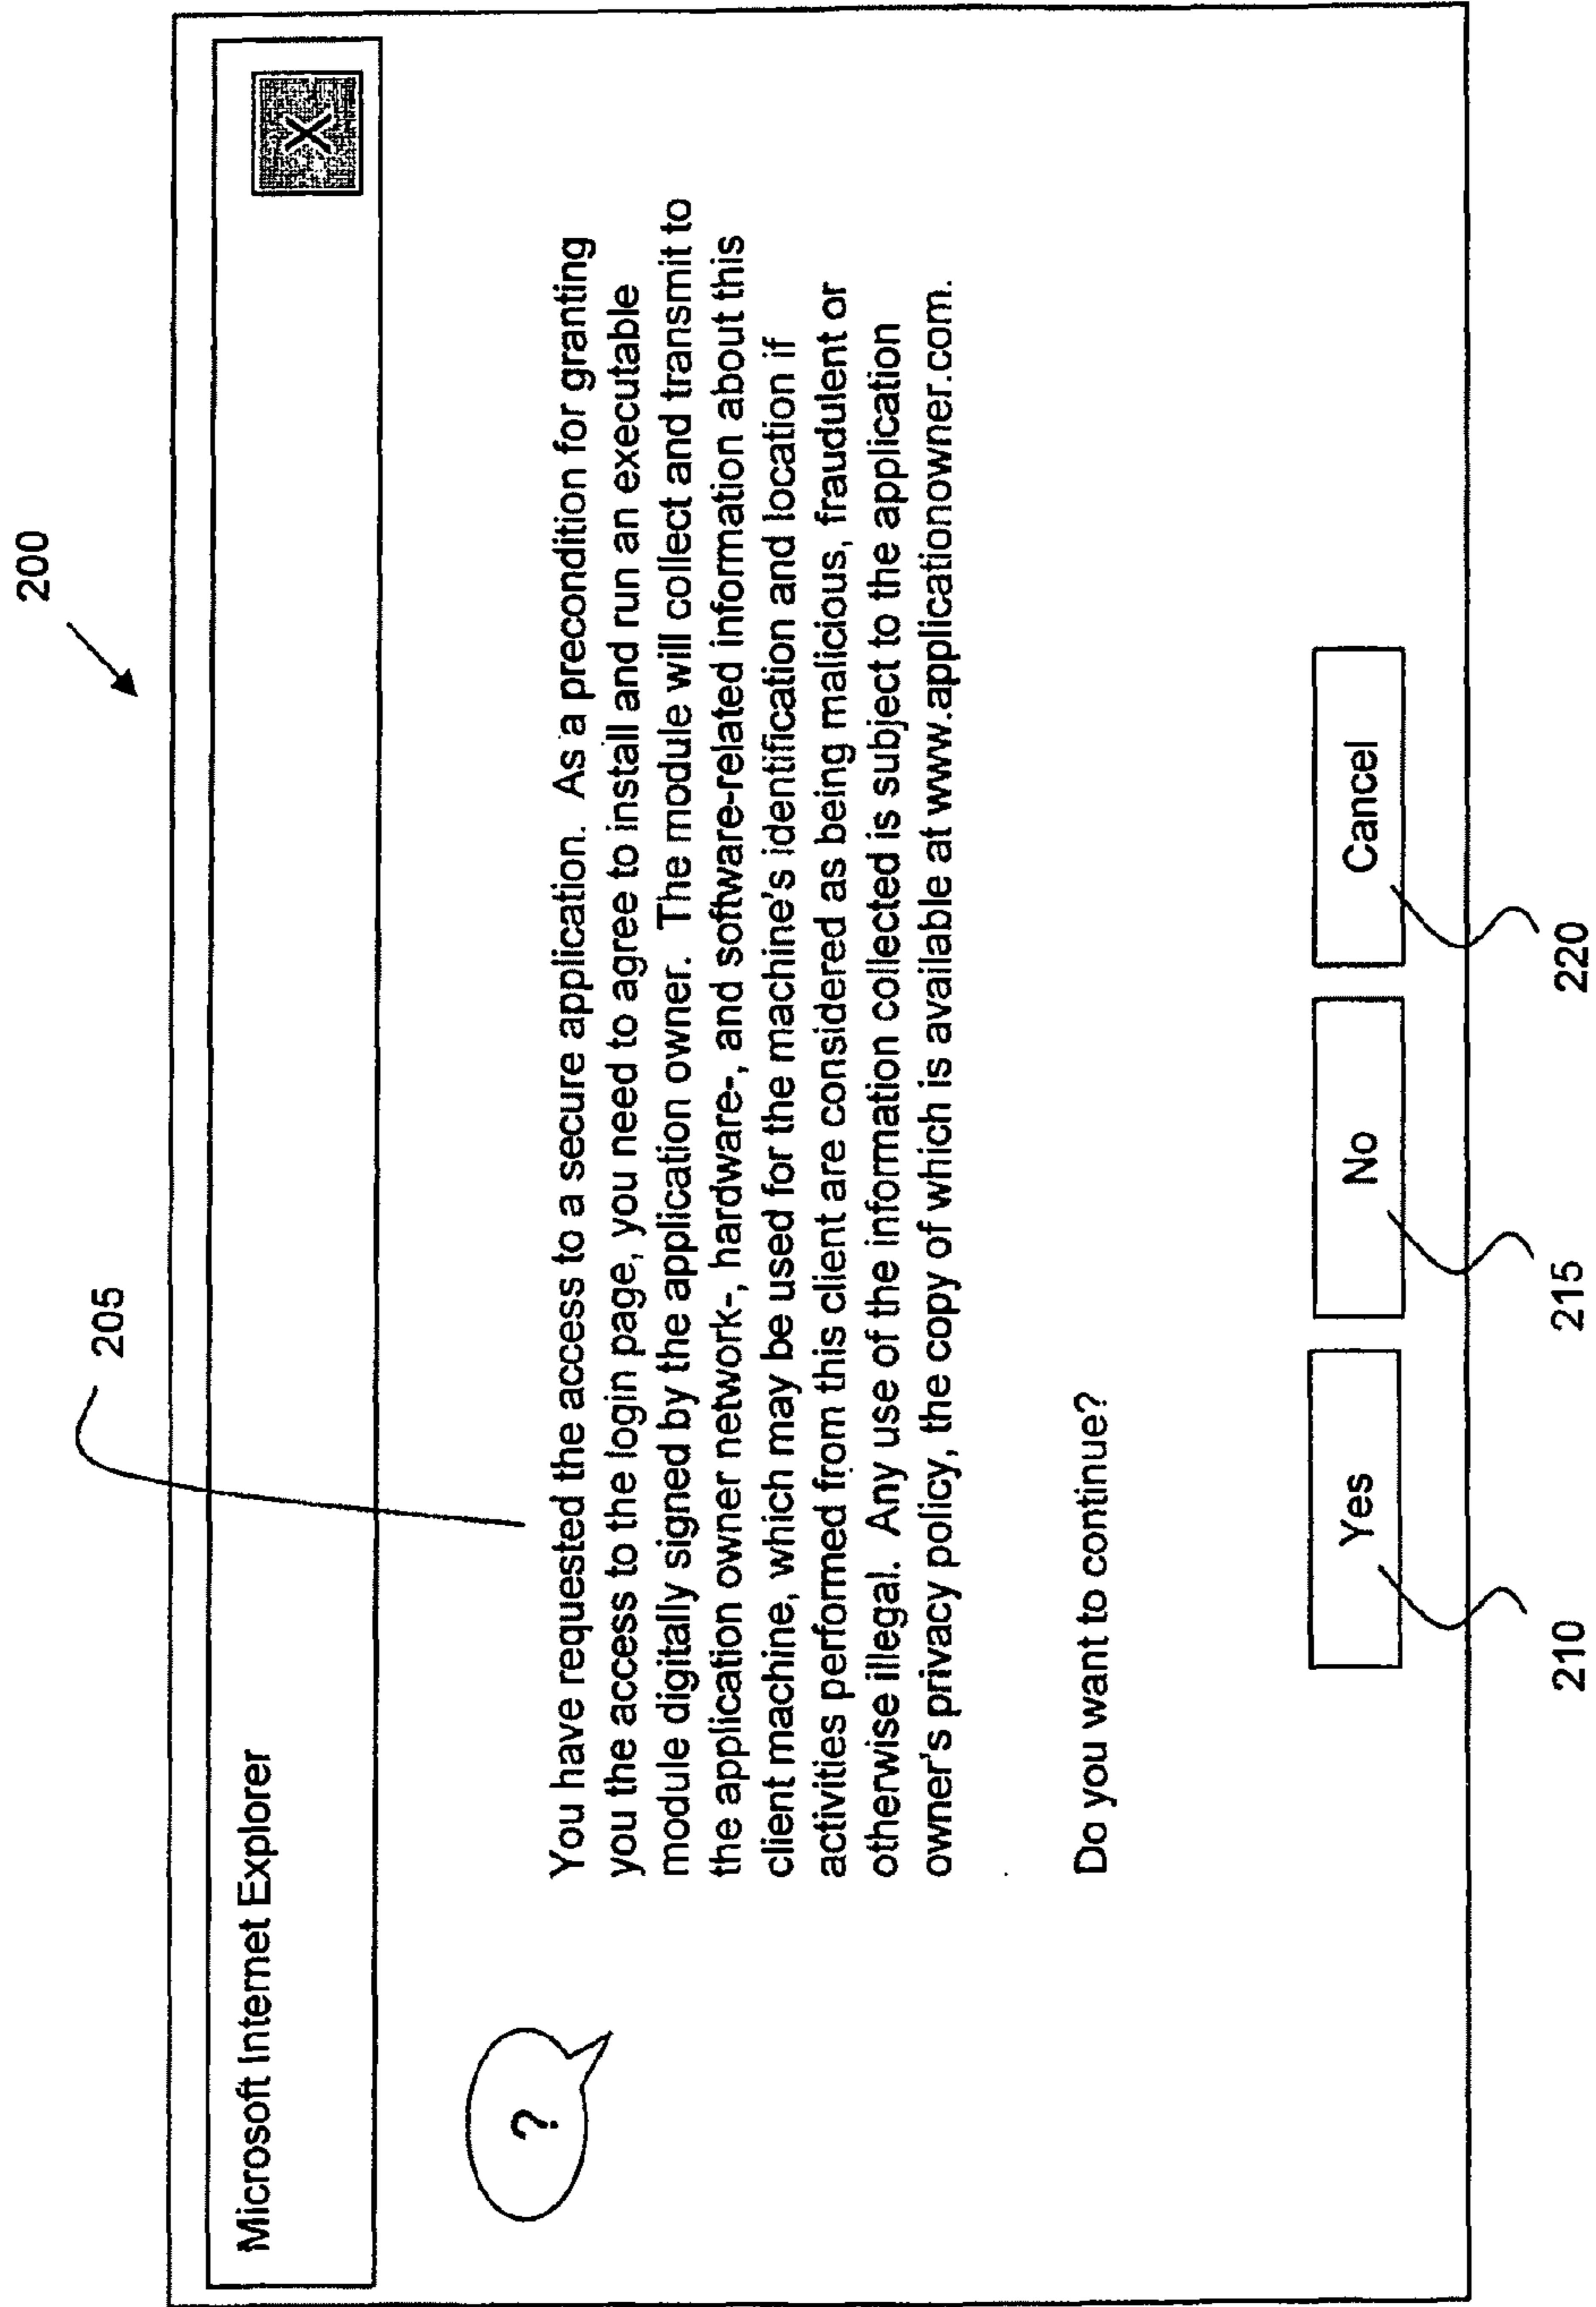 200
205
Microsoft Internet Explorer
X
?
You have requested the access to a secure application. As a precondition for granting
you the access to the login page, you need to agree to install and run an executable
module digitally signed by the application owner. The module will collect and transmit to
the application owner network-, hardware-, and software-related information about this
client machine, which may be used for the machine's identification and location if
activities performed from this client are considered as being malicious, fraudulent or
otherwise illegal. Any use of the information collected is subject to the application
owner's privacy policy, the copy of which is available at www.applicationowner.com.
Do you want to continue?
Yes
No
Cancel
210
215
220